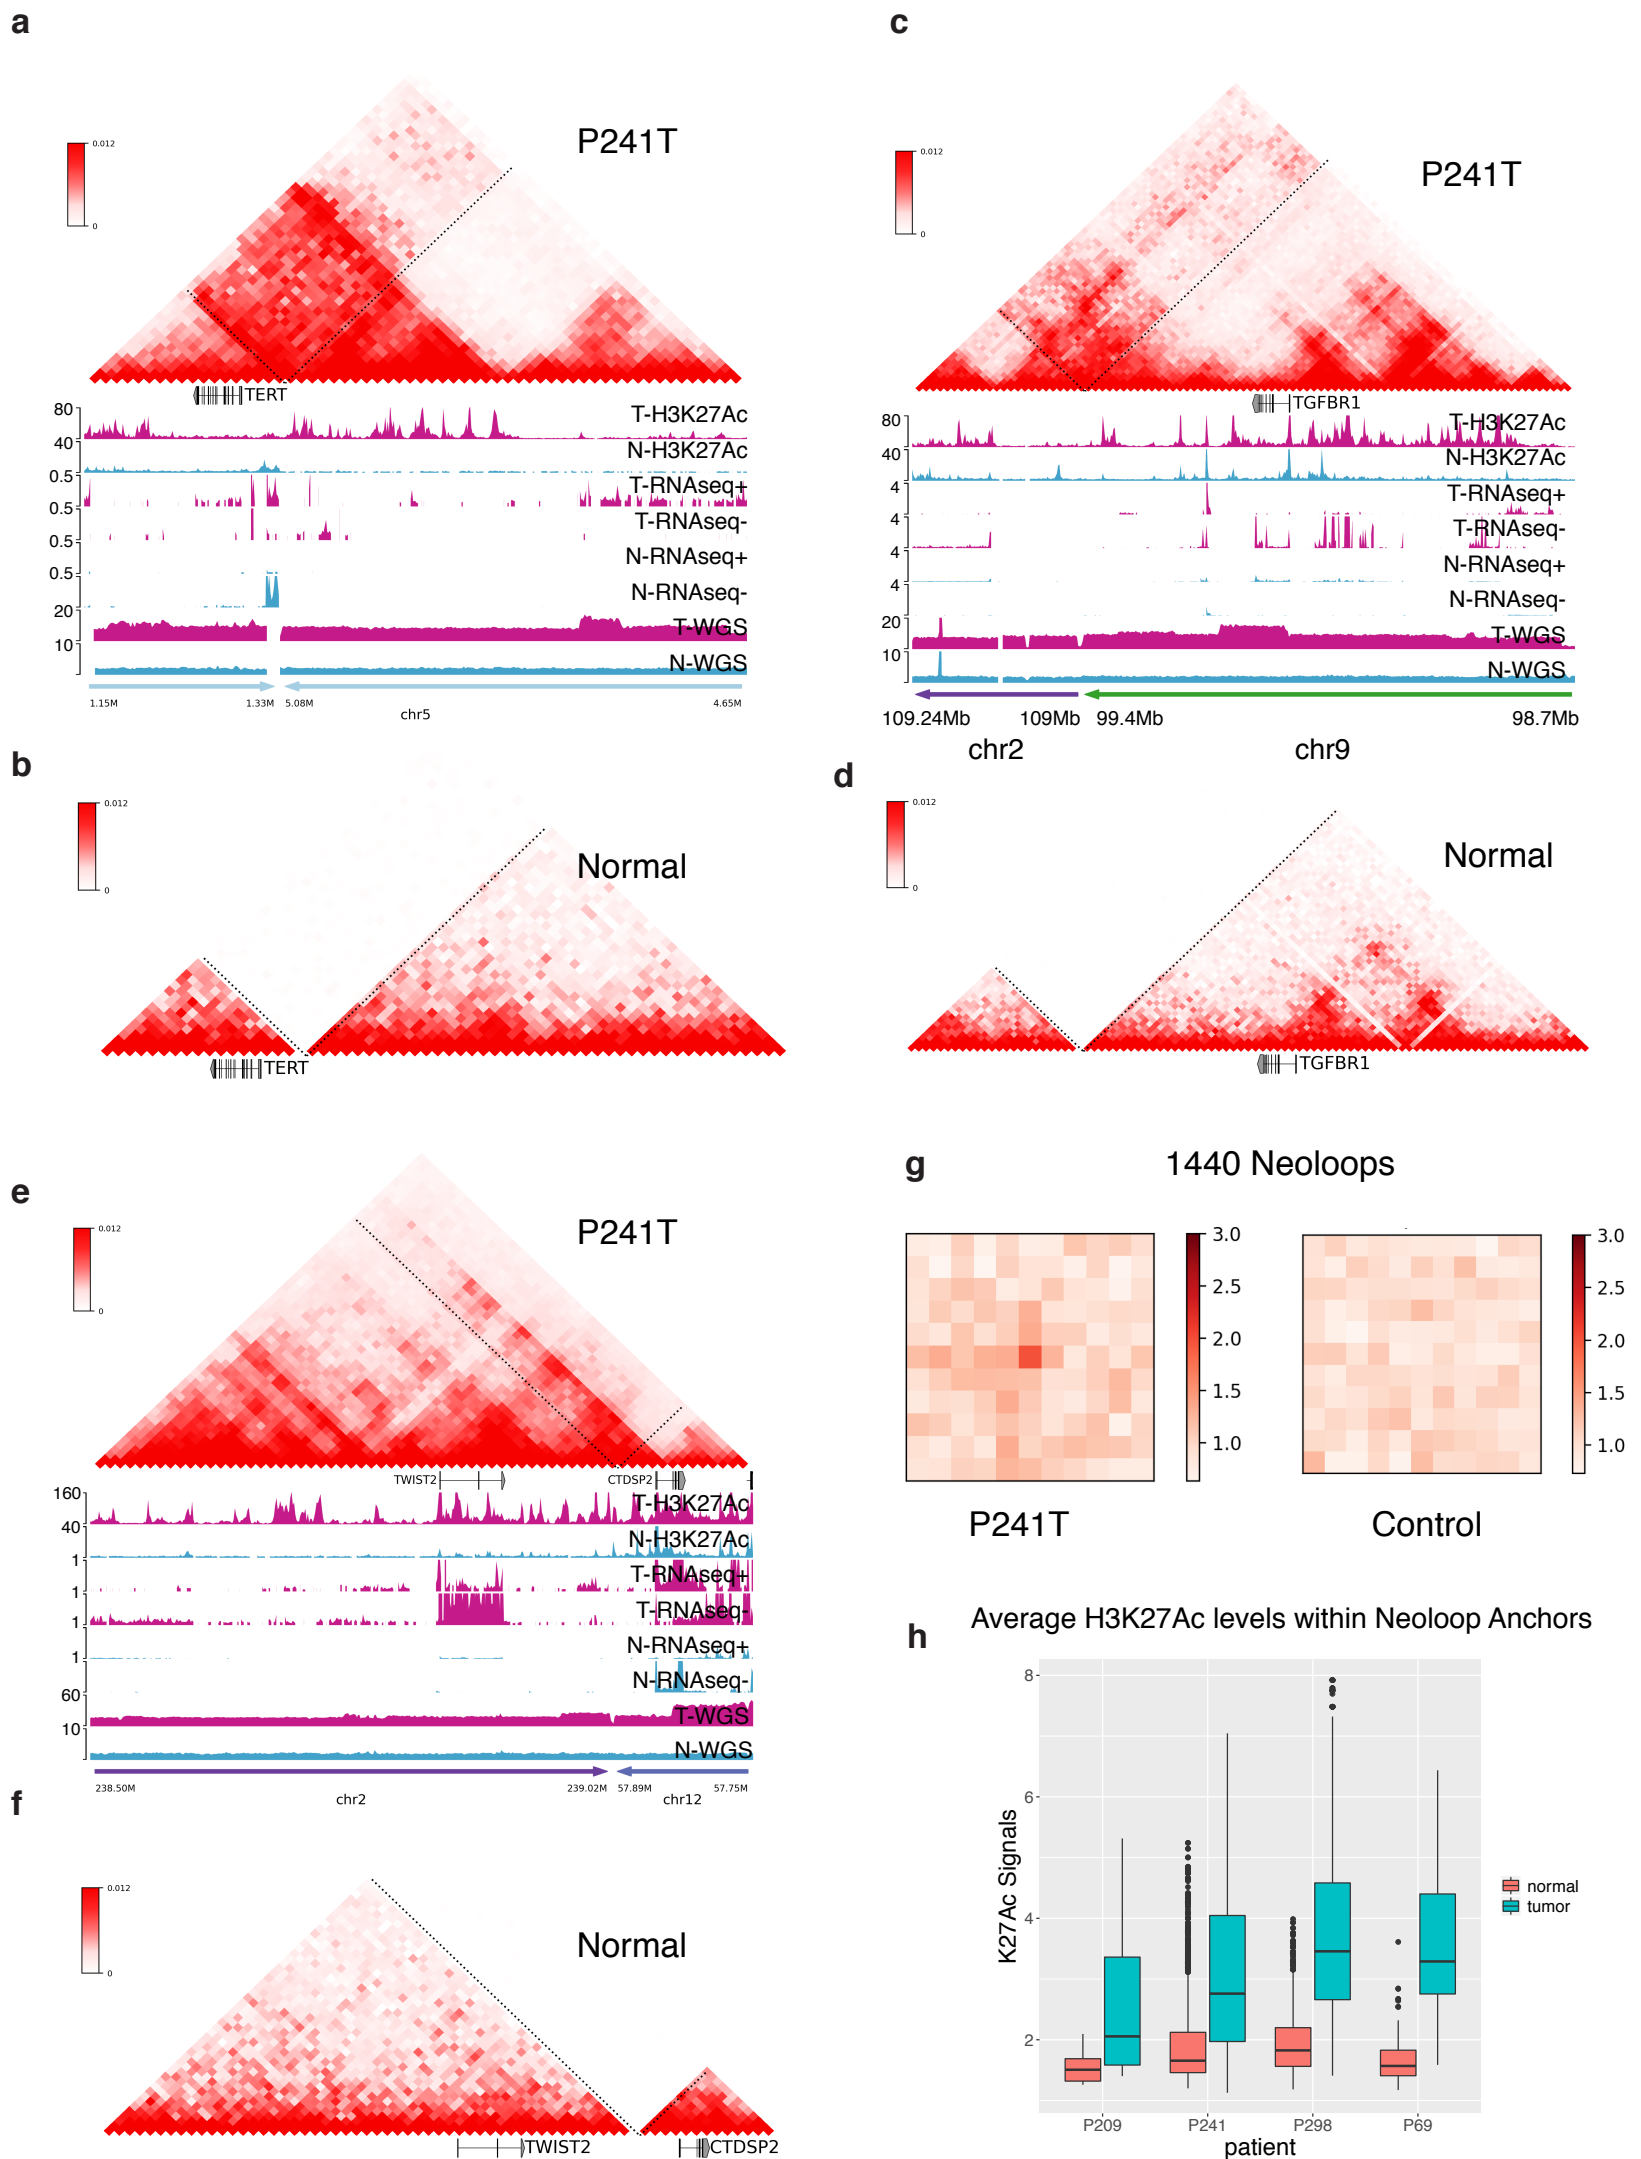 a
P241T
0.012
0
TERT
80
T-H3K27Ac
40
N-H3K27Ac
0.5
T-RNAseq+
0.5
T-RNAseq-
0.5
N-RNAseq+
0.5
N-RNAseq-
20
T-WGS
10
N-WGS
1.15M
1.33M
5.08M
4.65M
chr5
c
P241T
0.012
0
TGFBR1
80
T-H3K27Ac
40
N-H3K27Ac
4
T-RNAseq+
4
T-RNAseq-
4
N-RNAseq+
4
N-RNAseq-
20
T-WGS
10
N-WGS
109.24Mb
109Mb
99.4Mb
98.7Mb
chr2
chr9
b
Normal
0.012
0
TERT
d
Normal
0.012
0
TGFBR1
e
P241T
0.012
0
TWIST2
CTDSP2
160
T-H3K27Ac
40
N-H3K27Ac
1
T-RNAseq+
1
T-RNAseq-
1
N-RNAseq+
1
N-RNAseq-
60
T-WGS
10
N-WGS
238.50M
239.02M
57.89M
57.75M
chr2
chr12
f
Normal
0.012
0
TWIST2
CTDSP2
g
1440 Neoloops
3.0
2.5
2.0
1.5
1.0
3.0
2.5
2.0
1.5
1.0
P241T
Control
h
Average H3K27Ac levels within Neoloop Anchors
8
6
4
2
K27Ac Signals
P209
P241
P298
P69
patient
normal
tumor